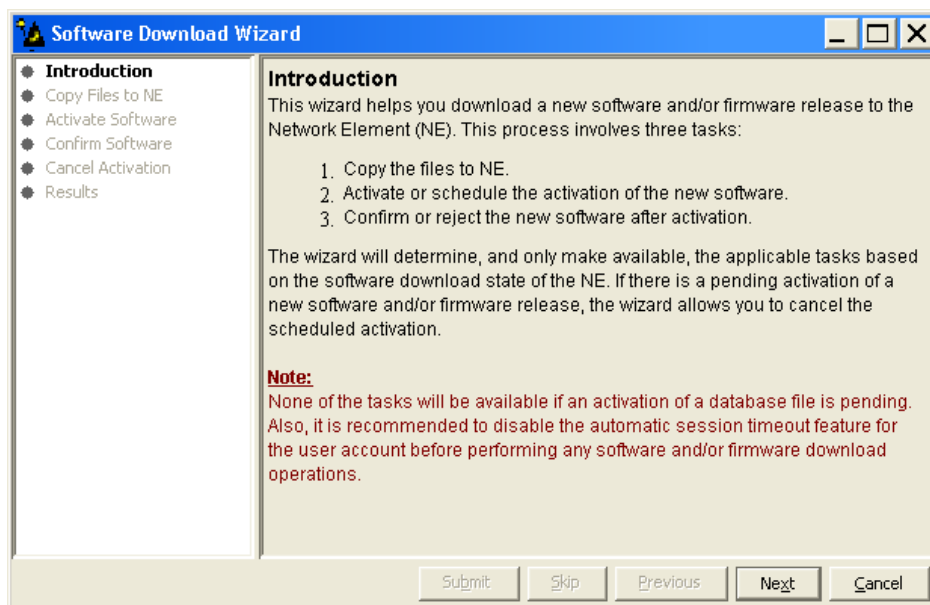 Software Download Wizard
Introduction
Copy Files to NE
Activate Software
Confirm Software
Cancel Activation
Results
Introduction
This wizard helps you download a new software and/or firmware release to the
Network Element (NE). This process involves three tasks:
1. Copy the files to NE.
2. Activate or schedule the activation of the new software.
3. Confirm or reject the new software after activation.
The wizard will determine, and only make available, the applicable tasks based
on the software download state of the NE. If there is a pending activation of a
new software and/or firmware release, the wizard allows you to cancel the
scheduled activation.
Note:
None of the tasks will be available if an activation of a database file is pending.
Also, it is recommended to disable the automatic session timeout feature for
the user account before performing any software and/or firmware download
operations.
Submit Skip Previous Next Cancel